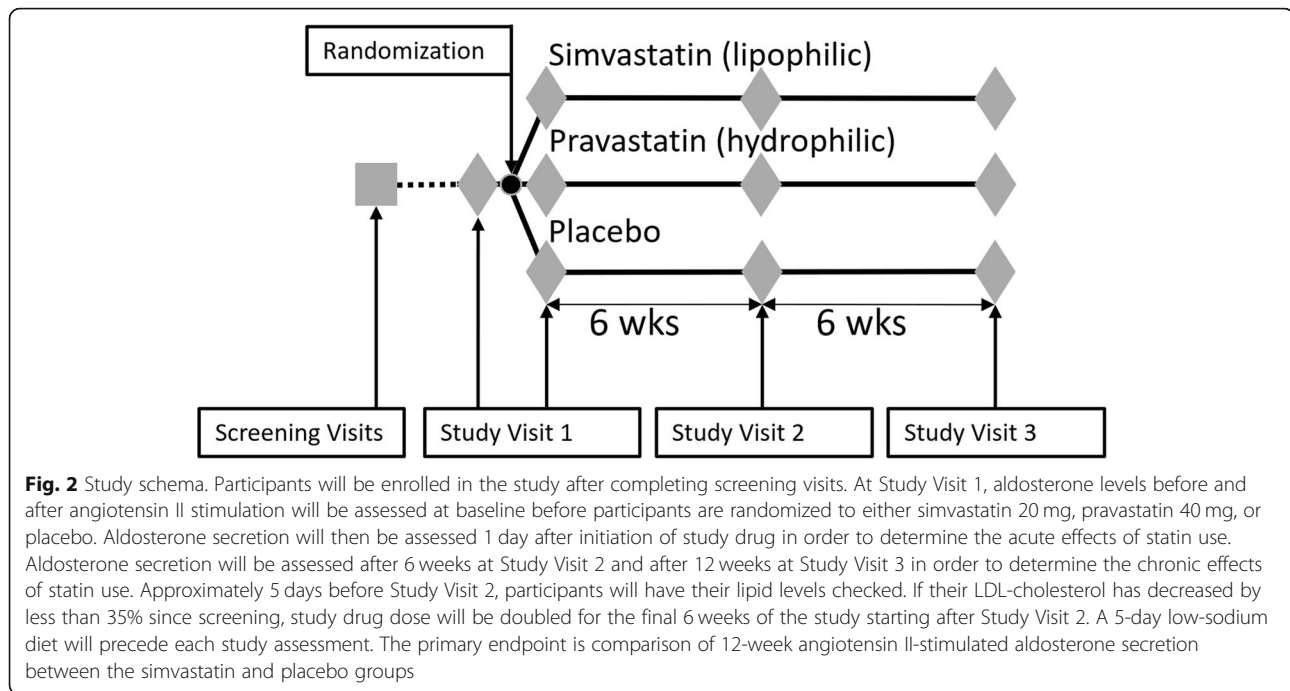 Randomization
Simvastatin (lipophilic)
Pravastatin (hydrophilic)
Placebo
6 wks
6 wks
Screening Visits
Study Visit 1
Study Visit 2
Study Visit 3
Fig. 2 Study schema. Participants will be enrolled in the study after completing screening visits. At Study Visit 1, aldosterone levels before and
after angiotensin II stimulation will be assessed at baseline before participants are randomized to either simvastatin 20 mg, pravastatin 40 mg, or
placebo. Aldosterone secretion will then be assessed 1 day after initiation of study drug in order to determine the acute effects of statin use.
Aldosterone secretion will be assessed after 6 weeks at Study Visit 2 and after 12 weeks at Study Visit 3 in order to determine the chronic effects
of statin use. Approximately 5 days before Study Visit 2, participants will have their lipid levels checked. If their LDL-cholesterol has decreased by
less than 35% since screening, study drug dose will be doubled for the final 6 weeks of the study starting after Study Visit 2. A 5-day low-sodium
diet will precede each study assessment. The primary endpoint is comparison of 12-week angiotensin II-stimulated aldosterone secretion
between the simvastatin and placebo groups